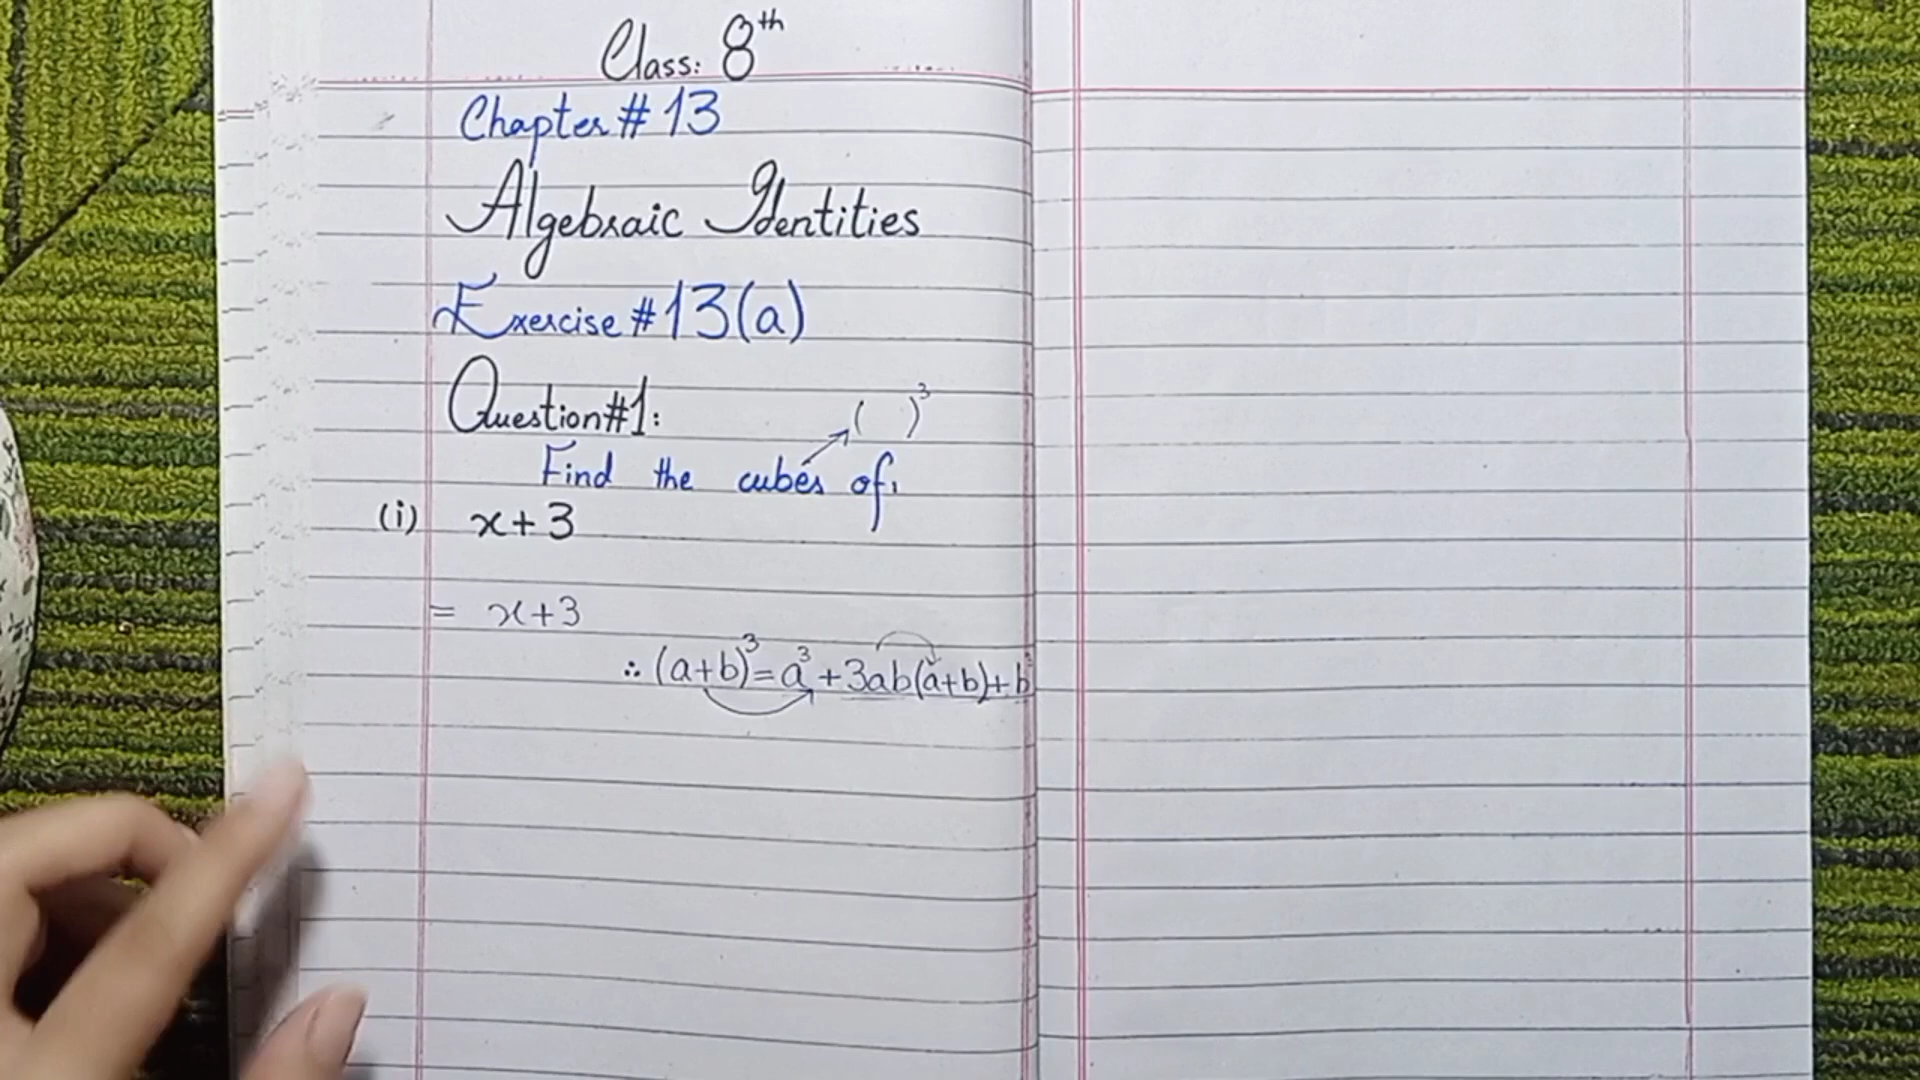 Class: 8th
Chapter # 13
Algebraic Identities
Exercise # 13(a)
Question#1:
( )³
Find the cubes of,
(i) x+3
= x+3
∴ (a+b)³=a³+3ab(a+b)+b³